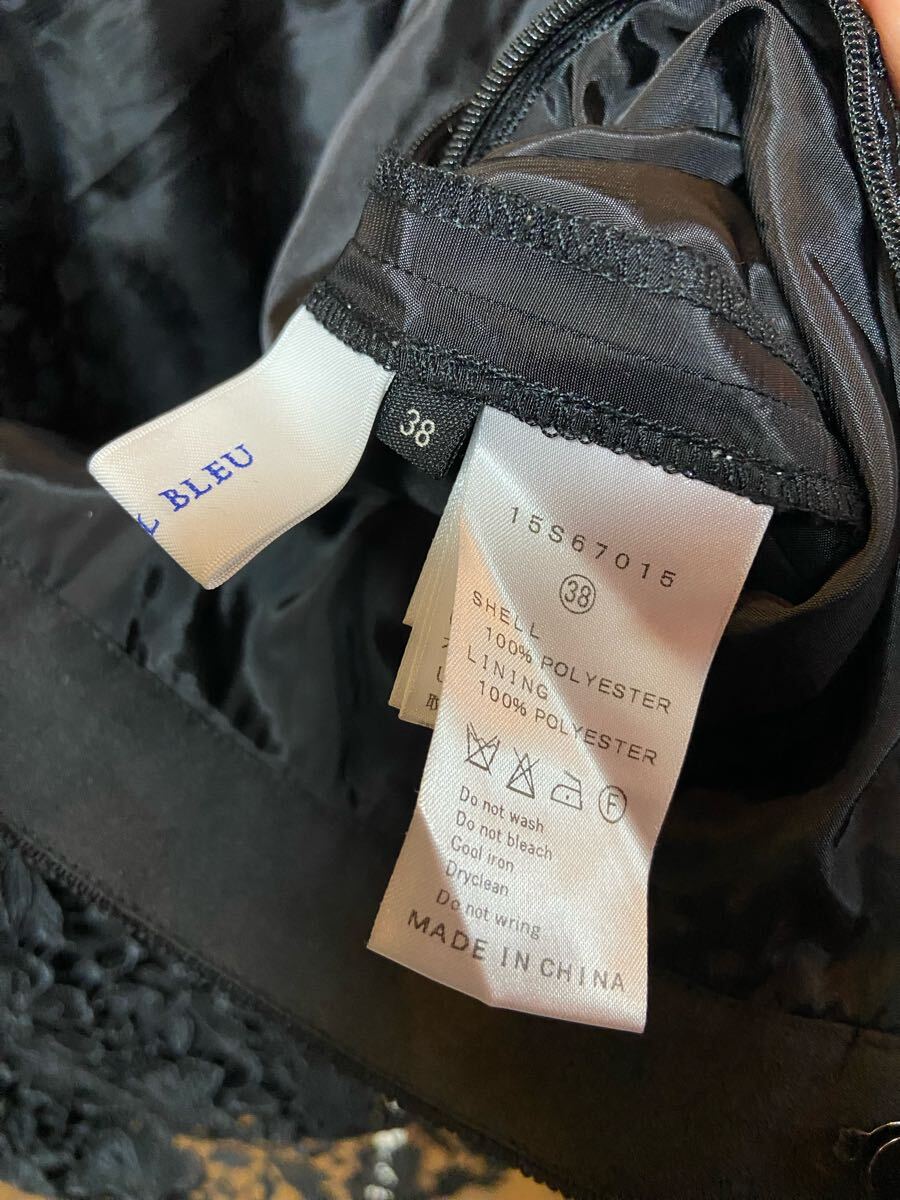 BLEU
38
15S67015
38
SHELL
100% POLYESTER
LINING
100% POLYESTER
F
Do not wash
Do not bleach
Cool iron
Dryclean
Do not wring
MADE IN CHINA